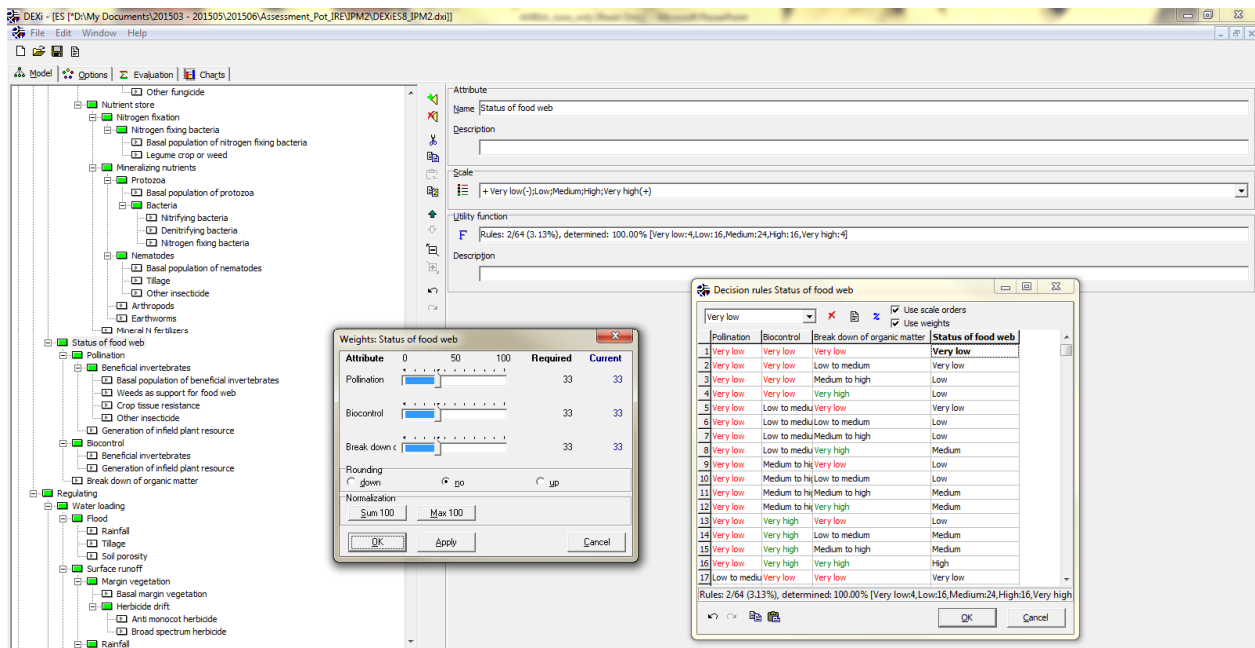 DEXi - [ES [*D:\My Documents\201503 - 201505\201506\Assessment_Pot_IRE\IPM2\DEXiES8_IPM2.dxi]]
File Edit Window Help
Model Options Evaluation Charts
Other fungicide
Nutrient store
Nitrogen fixation
Nitrogen fixing bacteria
Basal population of nitrogen fixing bacteria
Legume crop or weed
Mineralizing nutrients
Protozoa
Basal population of protozoa
Bacteria
Nitrifying bacteria
Denitrifying bacteria
Nitrogen fixing bacteria
Nematodes
Basal population of nematodes
Tillage
Other insecticide
Arthropods
Earthworms
Mineral N fertilizers
Status of food web
Pollination
Beneficial invertebrates
Basal population of beneficial invertebrates
Weeds as support for food web
Crop tissue resistance
Other insecticide
Generation of infield plant resource
Biocontrol
Beneficial invertebrates
Generation of infield plant resource
Break down of organic matter
Regulating
Water loading
Flood
Rainfall
Tillage
Soil porosity
Surface runoff
Margin vegetation
Basal margin vegetation
Herbicide drift
Anti monocot herbicide
Broad spectrum herbicide
Rainfall
Attribute
Name Status of food web
Description
Scale
+ Very low(-);Low;Medium;High;Very high(+)
Utility function
F Rules: 2/64 (3.13%), determined: 100.00% [Very low:4,Low:16,Medium:24,High:16,Very high:4]
Description
Weights: Status of food web
Attribute 0 50 100 Required Current
Pollination 33 33
Biocontrol 33 33
Break down c 33 33
Rounding
down no up
Normalization
Sum 100 Max 100
OK Apply Cancel
Decision rules Status of food web
Very low % Use scale orders
Use weights
Pollination Biocontrol Break down of organic matter Status of food web
1 Very low Very low Very low Very low
2 Very low Very low Low to medium Very low
3 Very low Very low Medium to high Low
4 Very low Very low Very high Low
5 Very low Low to mediu Very low Very low
6 Very low Low to mediu Low to medium Low
7 Very low Low to mediu Medium to high Low
8 Very low Low to mediu Very high Medium
9 Very low Medium to hig Very low Low
10 Very low Medium to hig Low to medium Low
11 Very low Medium to hig Medium to high Medium
12 Very low Medium to hig Very high Medium
13 Very low Very high Very low Low
14 Very low Very high Low to medium Medium
15 Very low Very high Medium to high Medium
16 Very low Very high Very high High
17 Low to mediu Very low Very low Very low
Rules: 2/64 (3.13%), determined: 100.00% [Very low:4,Low:16,Medium:24,High:16,Very high
OK Cancel